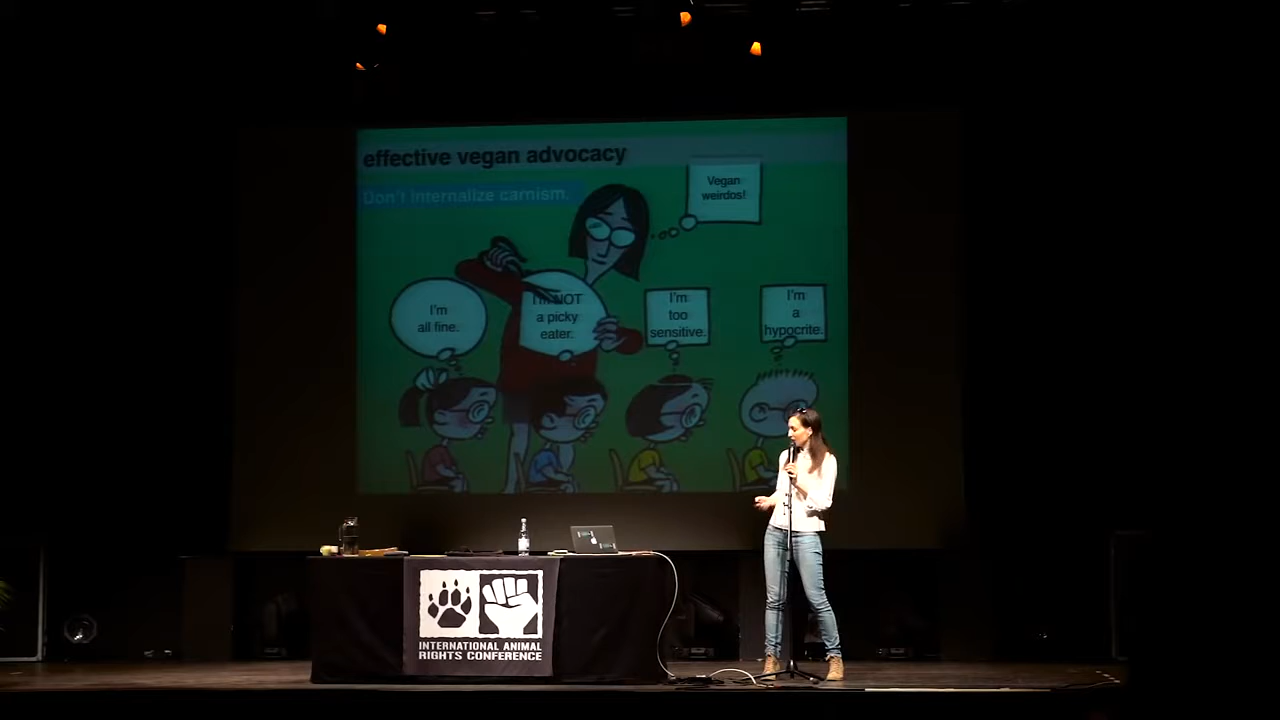 effective vegan advocacy
Don't internalize carnism.
Vegan
weirdos!
I'm
all fine.
I'm NOT
a picky
eater.
I'm
too
sensitive.
I'm
a
hypocrite.
INTERNATIONAL ANIMAL
RIGHTS CONFERENCE